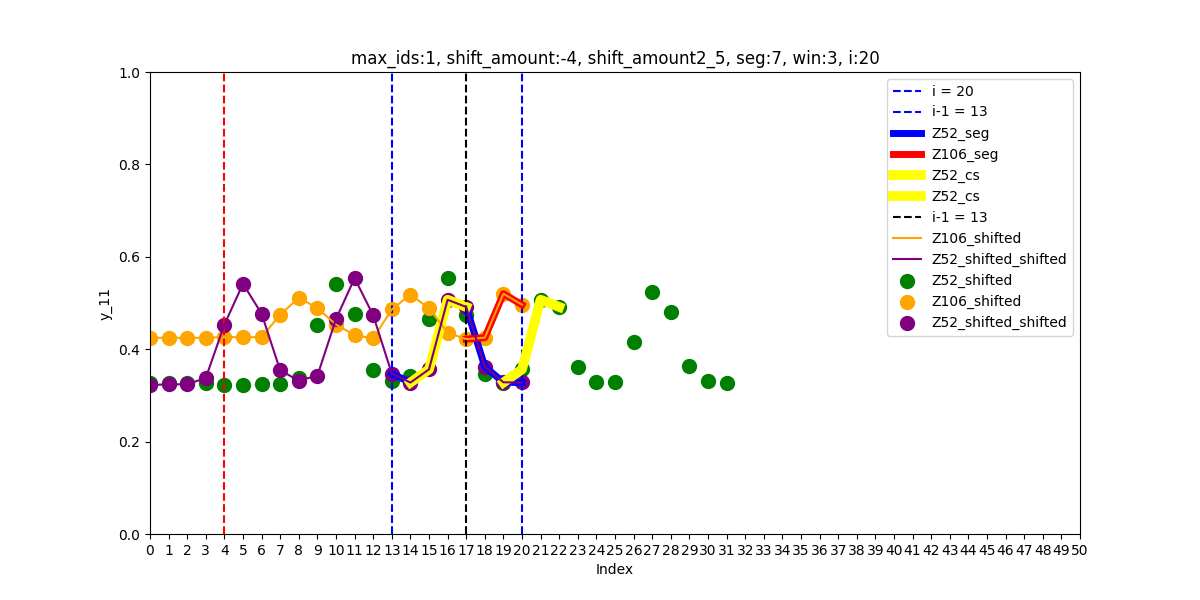 max_ids:1, shift_amount:-4, shift_amount2_5, seg:7, win:3, i:20
1.0
0.8
0.6
0.4
0.2
0.0
y_11
i = 20
i-1 = 13
Z52_seg
Z106_seg
Z52_cs
Z52_cs
i-1 = 13
Z106_shifted
Z52_shifted_shifted
Z52_shifted
Z106_shifted
Z52_shifted_shifted
0 1 2 3 4 5 6 7 8 9 10 11 12 13 14 15 16 17 18 19 20 21 22 23 24 25 26 27 28 29 30 31 32 33 34 35 36 37 38 39 40 41 42 43 44 45 46 47 48 49 50
Index